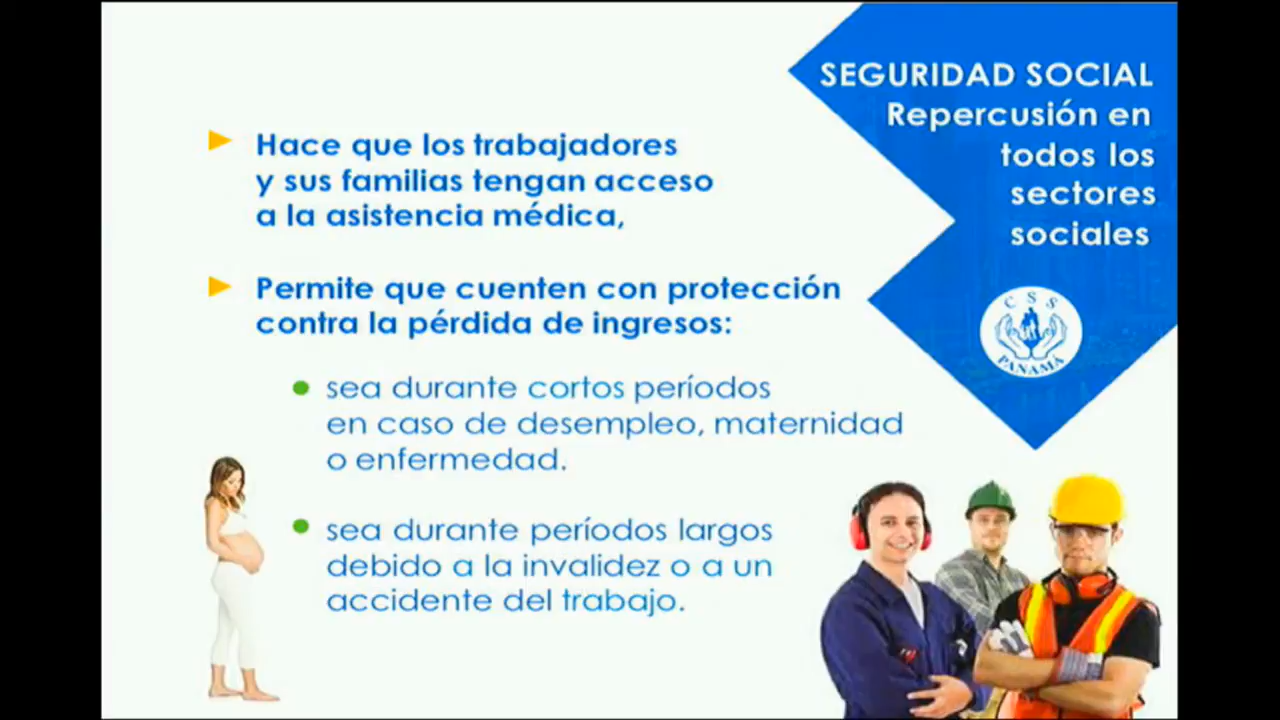 SEGURIDAD SOCIAL
Repercusión en
todos los
sectores
sociales
CSS
PANAMÁ
Hace que los trabajadores
y sus familias tengan acceso
a la asistencia médica,
Permite que cuenten con protección
contra la pérdida de ingresos:
sea durante cortos períodos
en caso de desempleo, maternidad
o enfermedad.
sea durante períodos largos
debido a la invalidez o a un
accidente del trabajo.